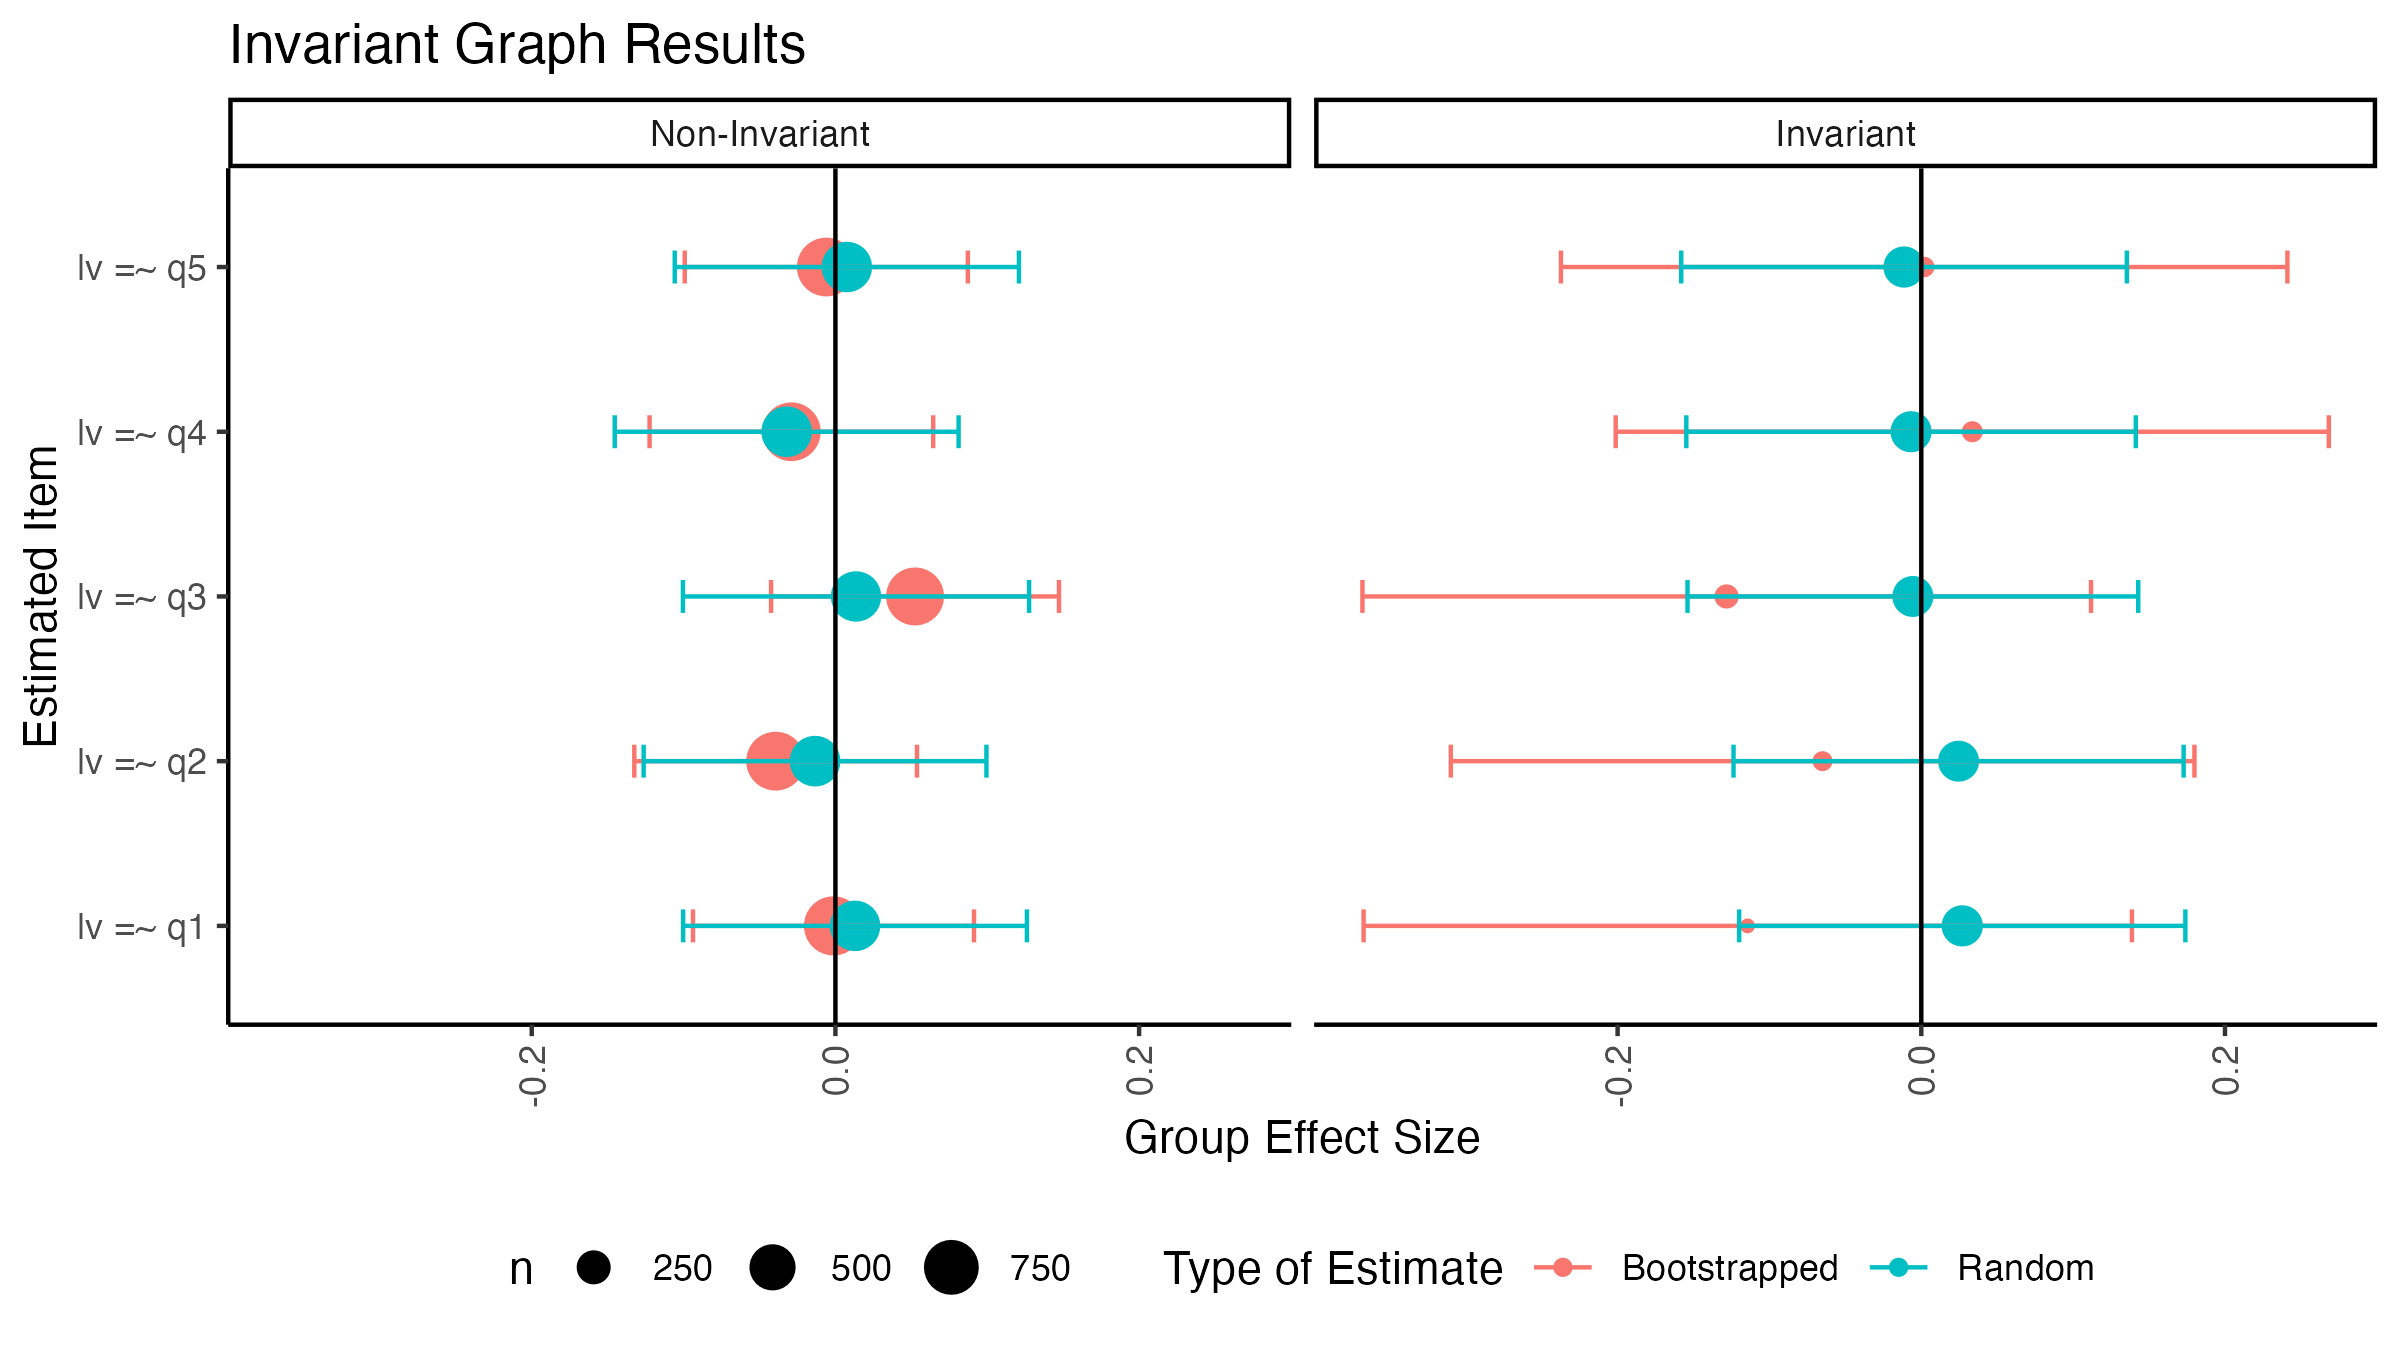 Invariant Graph Results
Non-Invariant
Invariant
Estimated Item
lv =~ q5
lv =~ q4
lv =~ q3
lv =~ q2
lv =~ q1
-0.2 0.0 0.2
-0.2 0.0 0.2
Group Effect Size
n 250 500 750 Type of Estimate Bootstrapped Random